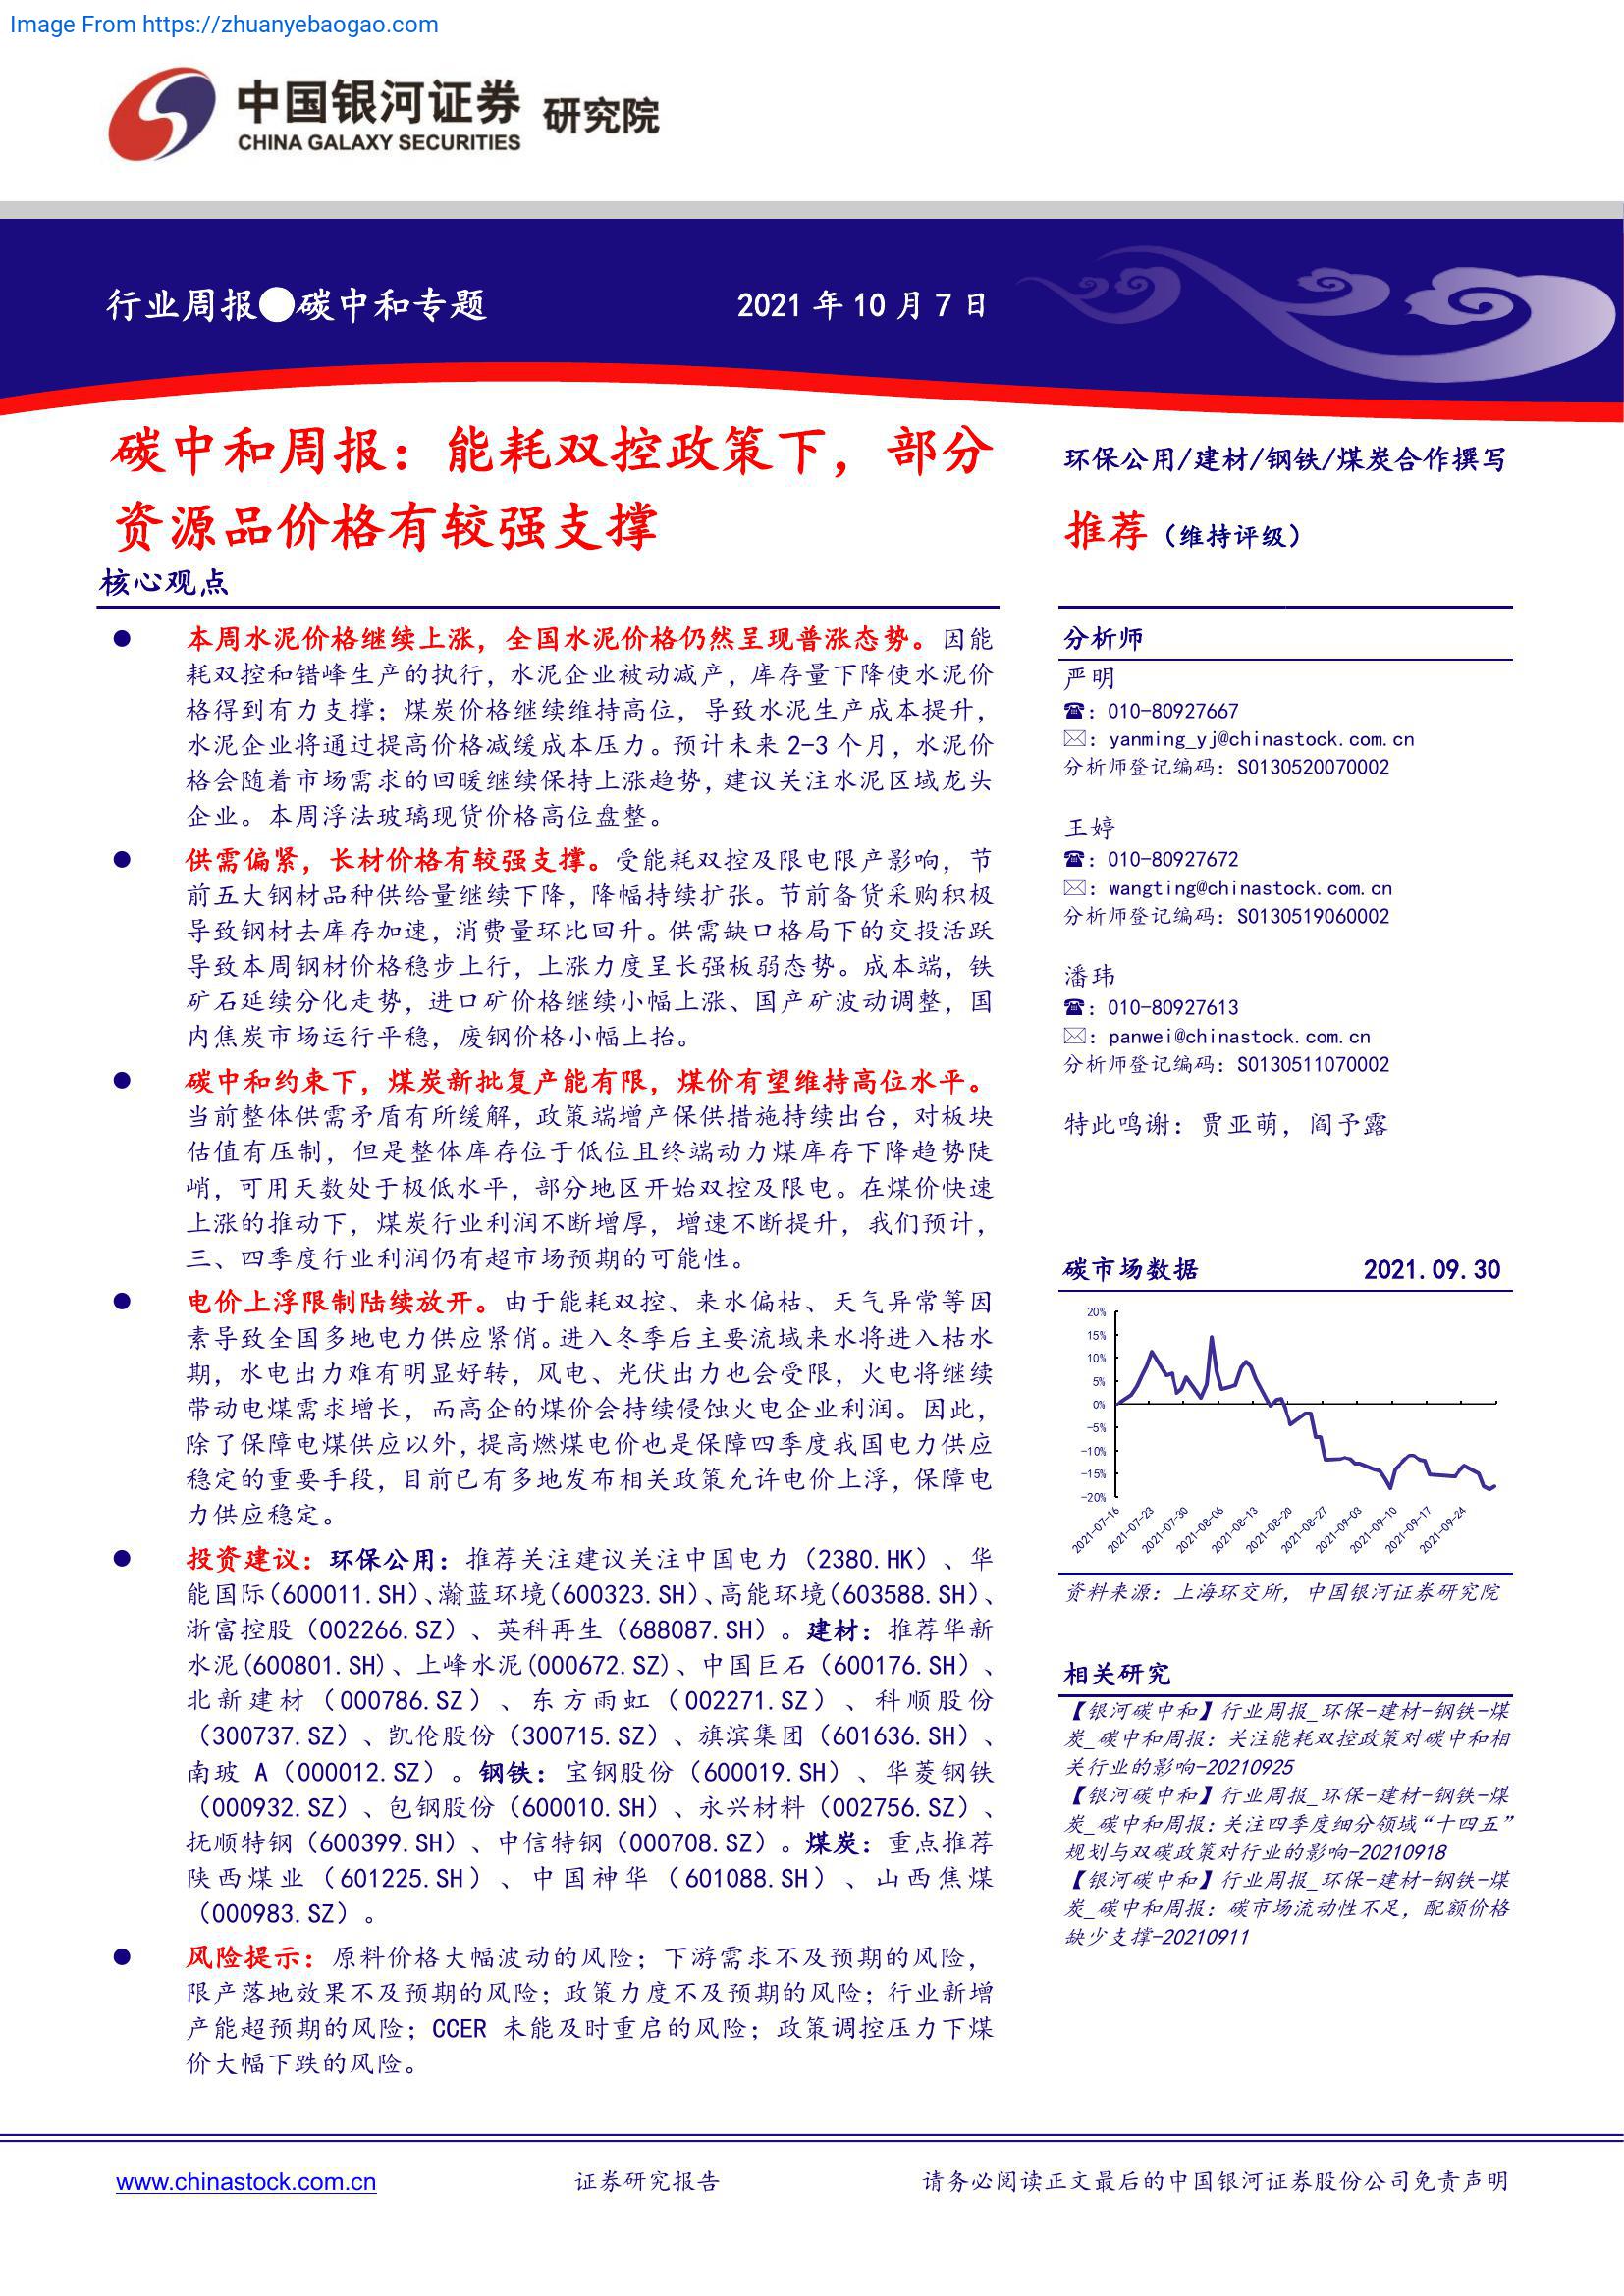 Image From https://zhuanyebaogao.com
中国银河证券 研究院
CHINA GALAXY SECURITIES
行业周报●碳中和专题
2021 年 10 月 7 日
碳中和周报：能耗双控政策下，部分
资源品价格有较强支撑
核心观点
● 本周水泥价格继续上涨，全国水泥价格仍然呈现普涨态势。因能
耗双控和错峰生产的执行，水泥企业被动减产，库存量下降使水泥价
格得到有力支撑；煤炭价格继续维持高位，导致水泥生产成本提升，
水泥企业将通过提高价格减缓成本压力。预计未来 2-3 个月，水泥价
格会随着市场需求的回暖继续保持上涨趋势，建议关注水泥区域龙头
企业。本周浮法玻璃现货价格高位盘整。
● 供需偏紧，长材价格有较强支撑。受能耗双控及限电限产影响，节
前五大钢材品种供给量继续下降，降幅持续扩张。节前备货采购积极
导致钢材去库存加速，消费量环比回升。供需缺口格局下的交投活跃
导致本周钢材价格稳步上行，上涨力度呈长强板弱态势。成本端，铁
矿石延续分化走势，进口矿价格继续小幅上涨、国产矿波动调整，国
内焦炭市场运行平稳，废钢价格小幅上抬。
● 碳中和约束下，煤炭新批复产能有限，煤价有望维持高位水平。
当前整体供需矛盾有所缓解，政策端增产保供措施持续出台，对板块
估值有压制，但是整体库存位于低位且终端动力煤库存下降趋势陡
峭，可用天数处于极低水平，部分地区开始双控及限电。在煤价快速
上涨的推动下，煤炭行业利润不断增厚，增速不断提升，我们预计，
三、四季度行业利润仍有超市场预期的可能性。
● 电价上浮限制陆续放开。由于能耗双控、来水偏枯、天气异常等因
素导致全国多地电力供应紧俏。进入冬季后主要流域来水将进入枯水
期，水电出力难有明显好转，风电、光伏出力也会受限，火电将继续
带动电煤需求增长，而高企的煤价会持续侵蚀火电企业利润。因此，
除了保障电煤供应以外，提高燃煤电价也是保障四季度我国电力供应
稳定的重要手段，目前已有多地发布相关政策允许电价上浮，保障电
力供应稳定。
● 投资建议：环保公用：推荐关注建议关注中国电力（2380.HK）、华
能国际(600011.SH)、瀚蓝环境(600323.SH)、高能环境(603588.SH)、
浙富控股（002266.SZ）、英科再生（688087.SH）。建材：推荐华新
水泥(600801.SH)、上峰水泥(000672.SZ)、中国巨石（600176.SH）、
北新建材（000786.SZ）、东方雨虹（002271.SZ）、科顺股份
（300737.SZ）、凯伦股份（300715.SZ）、旗滨集团（601636.SH）、
南玻 A（000012.SZ）。钢铁：宝钢股份（600019.SH）、华菱钢铁
（000932.SZ）、包钢股份（600010.SH）、永兴材料（002756.SZ）、
抚顺特钢（600399.SH）、中信特钢（000708.SZ）。煤炭：重点推荐
陕西煤业（601225.SH）、中国神华（601088.SH）、山西焦煤
（000983.SZ）。
● 风险提示：原料价格大幅波动的风险；下游需求不及预期的风险，
限产落地效果不及预期的风险；政策力度不及预期的风险；行业新增
产能超预期的风险；CCER 未能及时重启的风险；政策调控压力下煤
价大幅下跌的风险。
环保公用/建材/钢铁/煤炭合作撰写
推荐（维持评级）
分析师
严明
☎：010-80927667
✉：yanming_yj@chinastock.com.cn
分析师登记编码：S0130520070002
王婷
☎：010-80927672
✉：wangting@chinastock.com.cn
分析师登记编码：S0130519060002
潘玮
☎：010-80927613
✉：panwei@chinastock.com.cn
分析师登记编码：S0130511070002
特此鸣谢：贾亚萌，阎予露
碳市场数据 2021.09.30
20%
15%
10%
5%
0%
-5%
-10%
-15%
-20%
2021-07-16
2021-07-23
2021-07-30
2021-08-06
2021-08-13
2021-08-20
2021-08-27
2021-09-03
2021-09-10
2021-09-17
2021-09-24
资料来源：上海环交所，中国银河证券研究院
相关研究
【银河碳中和】行业周报_环保-建材-钢铁-煤
炭_碳中和周报：关注能耗双控政策对碳中和相
关行业的影响-20210925
【银河碳中和】行业周报_环保-建材-钢铁-煤
炭_碳中和周报：关注四季度细分领域“十四五”
规划与双碳政策对行业的影响-20210918
【银河碳中和】行业周报_环保-建材-钢铁-煤
炭_碳中和周报：碳市场流动性不足，配额价格
缺少支撑-20210911
www.chinastock.com.cn
证券研究报告
请务必阅读正文最后的中国银河证券股份公司免责声明